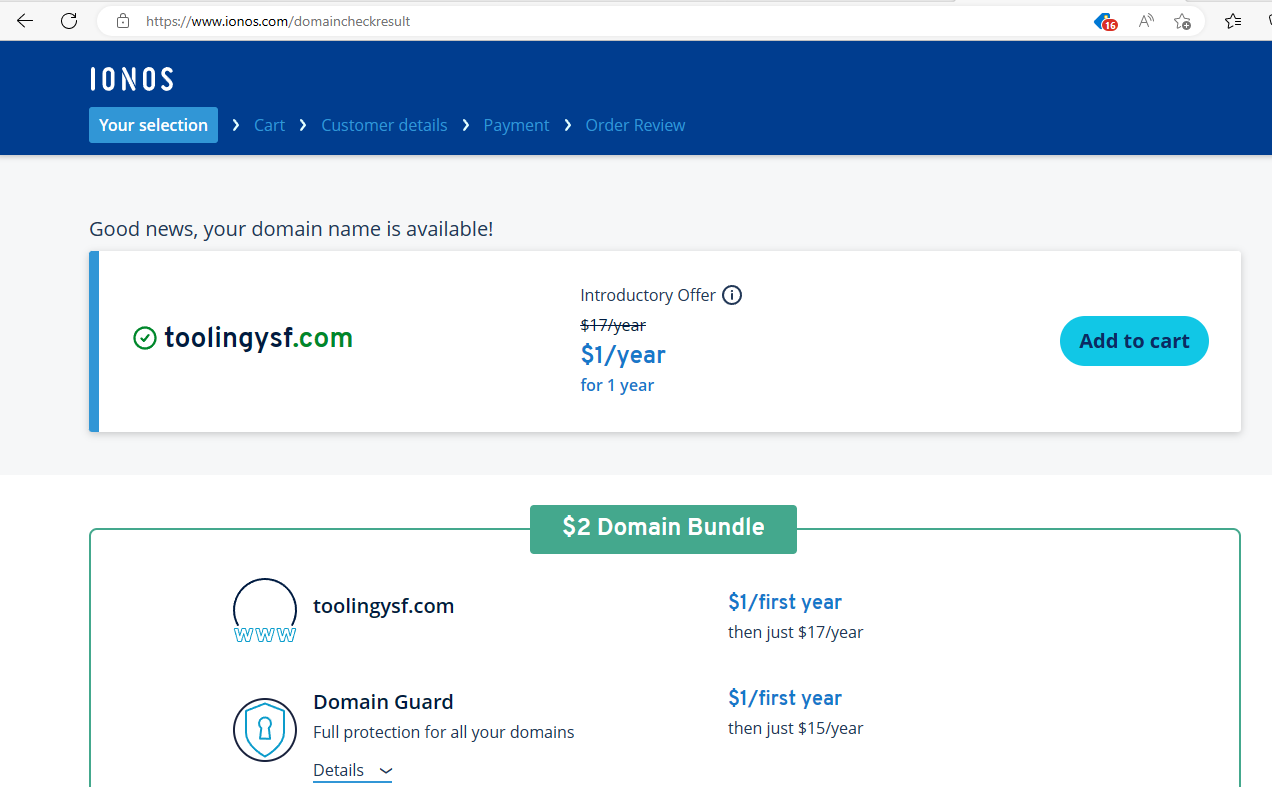 https://www.ionos.com/domaincheckresult
16
IONOS
Your selection Cart Customer details Payment Order Review
Good news, your domain name is available!
Introductory Offer
$17/year
toolingysf.com
$1/year
for 1 year
Add to cart
$2 Domain Bundle
toolingysf.com
$1/first year
then just $17/year
WWW
Domain Guard
$1/first year
Full protection for all your domains
then just $15/year
Details